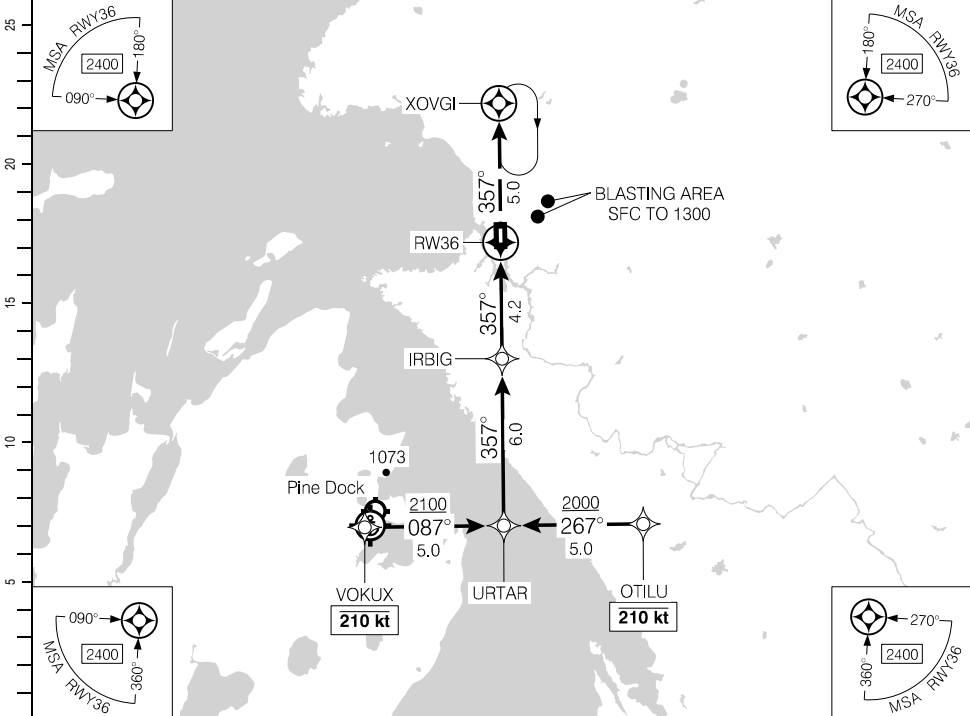 25
20
15
10
5
MSA RWY36
180°
2400
090°
MSA RWY36
180°
2400
270°
XOVGI
357°
5.0
BLASTING AREA
SFC TO 1300
RW36
357°
4.2
IRBIG
357°
6.0
1073
Pine Dock
2100
087°
5.0
2000
267°
5.0
VOKUX
210 kt
URTAR
OTILU
210 kt
090°
2400
360°
MSA RWY36
270°
2400
360°
MSA RWY36